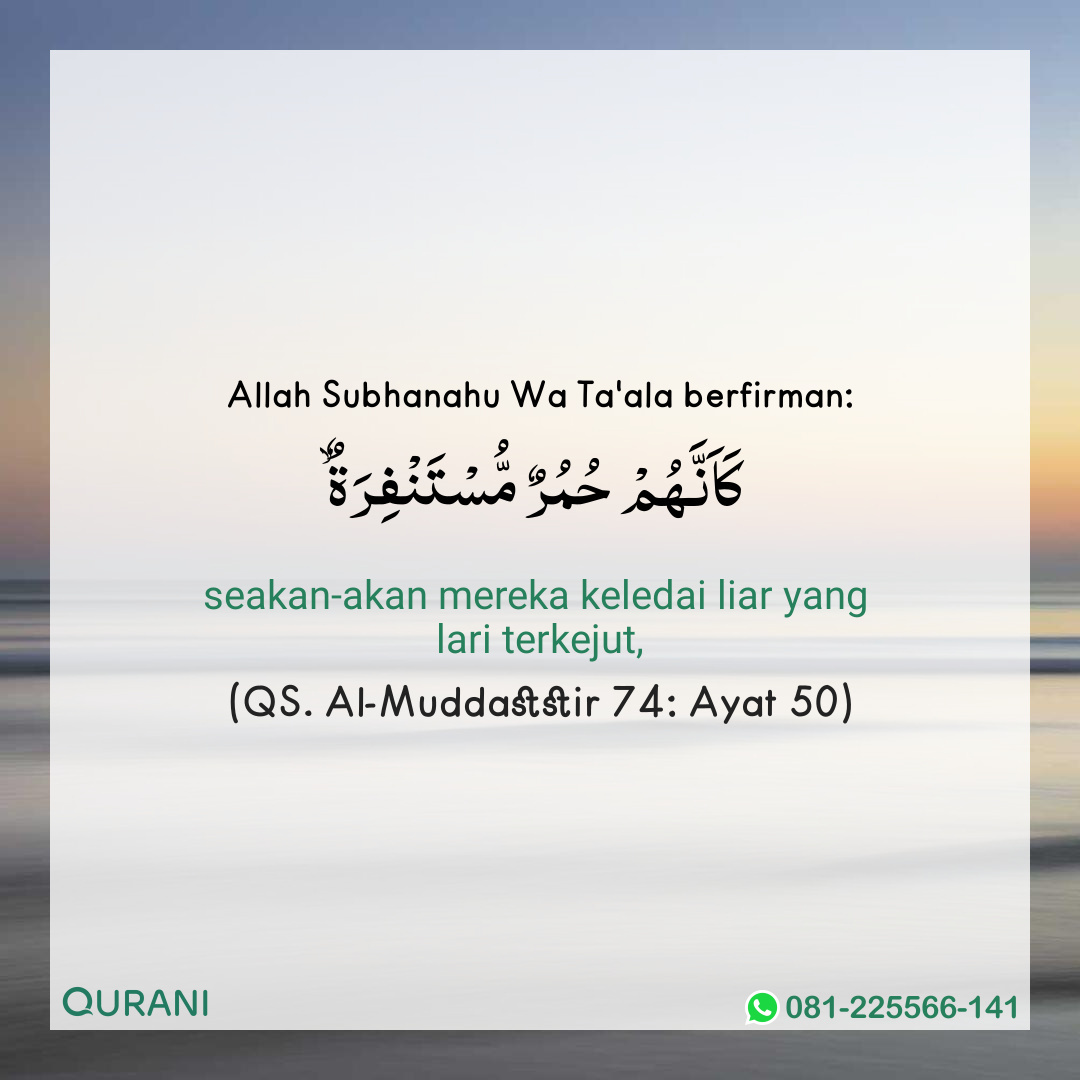 Allah Subhanahu Wa Ta'ala berfirman:
كَاَنَّهُمْ حُمُرٌ مُّسْتَنْفِرَةٌ ۙ
seakan-akan mereka keledai liar yang
lari terkejut,
(QS. Al-Muddaststir 74: Ayat 50)
QURANI
081-225566-141